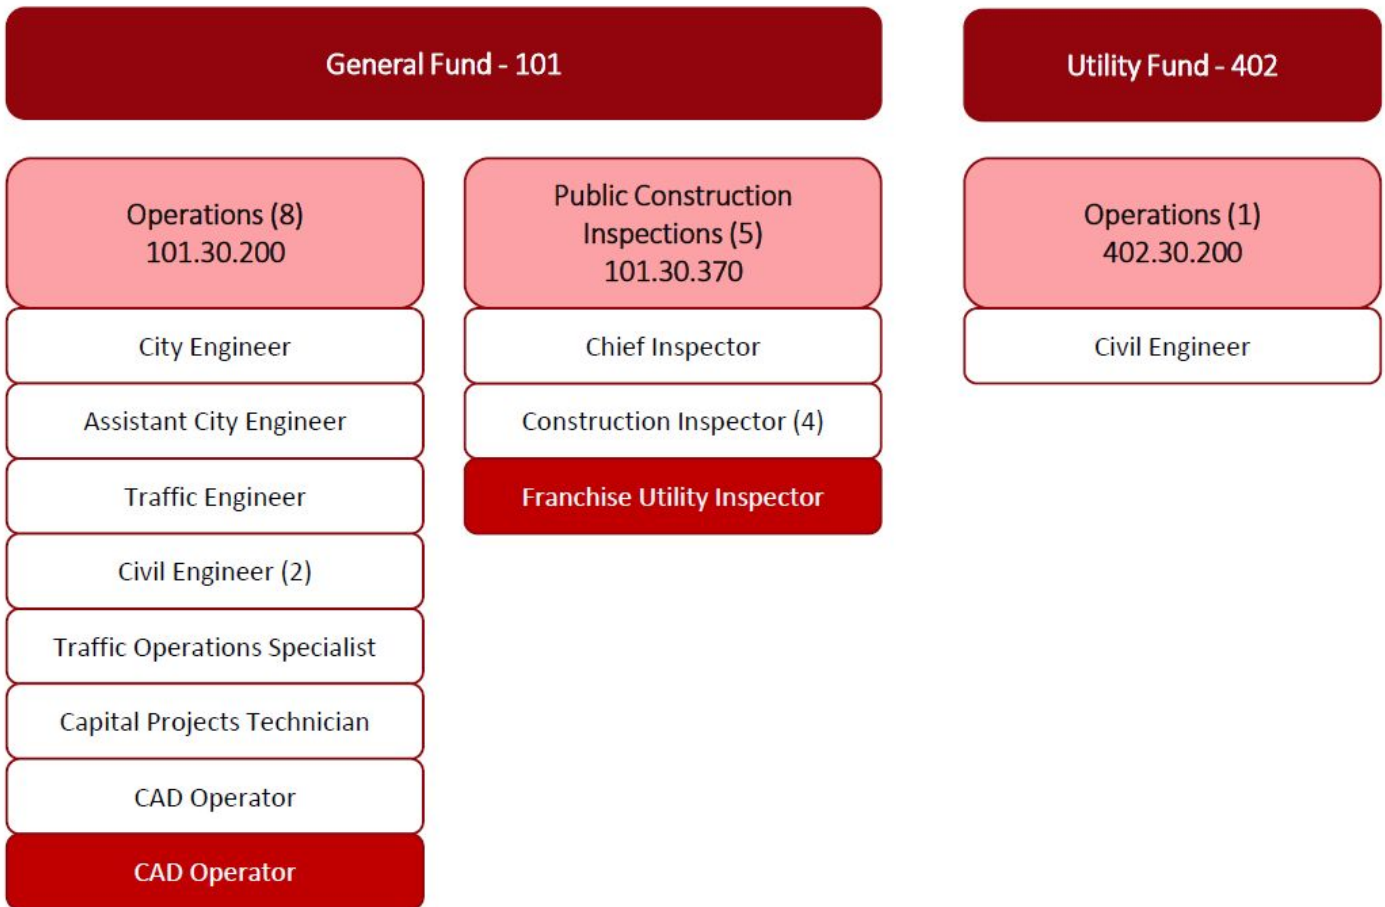 General Fund - 101
Utility Fund - 402
Operations (8)
101.30.200
Public Construction
Inspections (5)
101.30.370
Operations (1)
402.30.200
City Engineer
Assistant City Engineer
Traffic Engineer
Civil Engineer (2)
Traffic Operations Specialist
Capital Projects Technician
CAD Operator
CAD Operator
Chief Inspector
Construction Inspector (4)
Franchise Utility Inspector
Civil Engineer